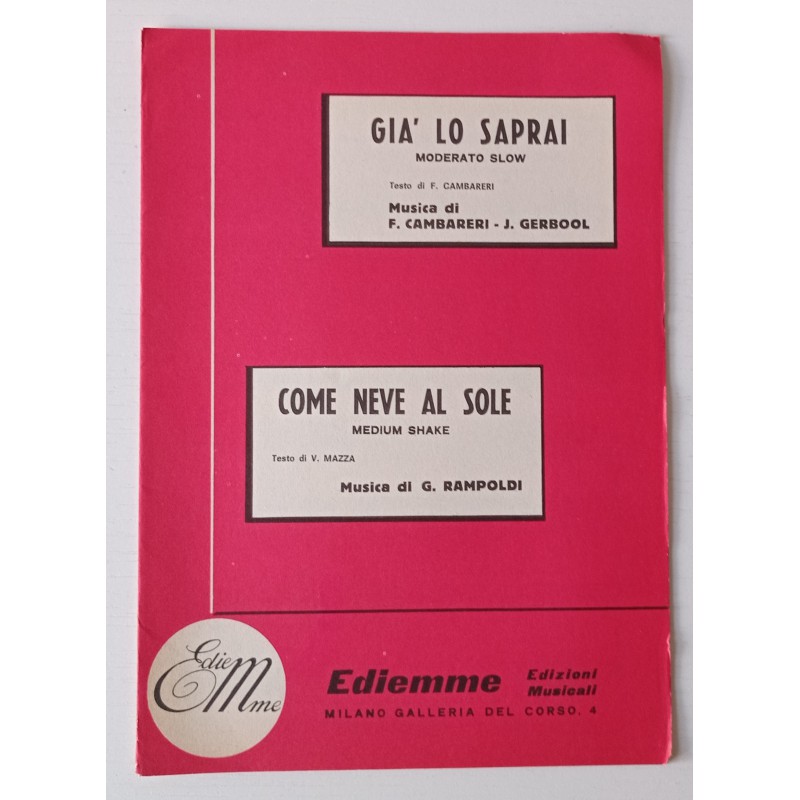 GIA' LO SAPRAI
MODERATO SLOW
Testo di F. CAMBARERI
Musica di
F. CAMBARERI - J. GERBOOL
COME NEVE AL SOLE
MEDIUM SHAKE
Testo di V. MAZZA
Musica di G. RAMPOLDI
EdieMme
Ediemme Edizioni Musicali
MILANO GALLERIA DEL CORSO, 4